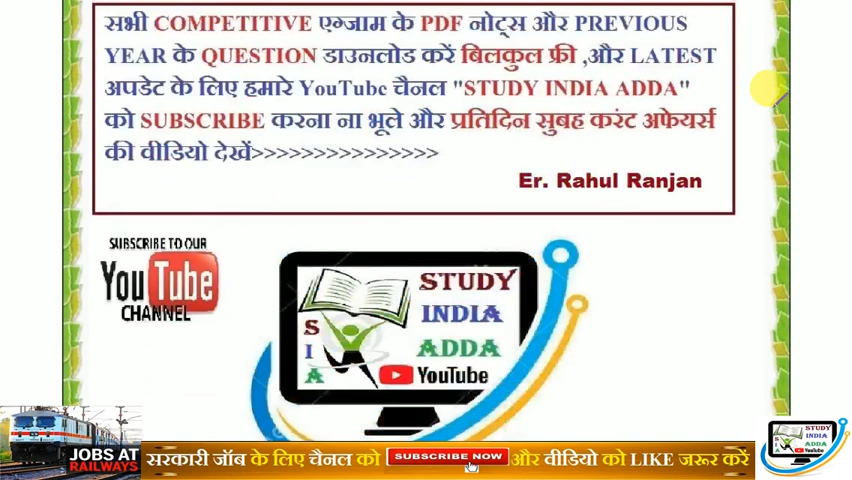 सभी COMPETITIVE एग्जाम के PDF नोट्स और PREVIOUS
YEAR के QUESTION डाउनलोड करें बिलकुल फ्री ,और LATEST
अपडेट के लिए हमारे YouTube चैनल "STUDY INDIA ADDA"
को SUBSCRIBE करना ना भूले और प्रतिदिन सुबह करंट अफेयर्स
की वीडियो देखें>>>>>>>>>>>>>>>
Er. Rahul Ranjan
SUBSCRIBE TO OUR
YouTube
CHANNEL
STUDY
INDIA
ADDA
YouTube
S
I
A
JOBS AT
RAILWAYS
सरकारी जॉब के लिए चैनल को SUBSCRIBE NOW और वीडियो को LIKE जरूर करें
STUDY
INDIA
ADDA
YouTube
S
I
A